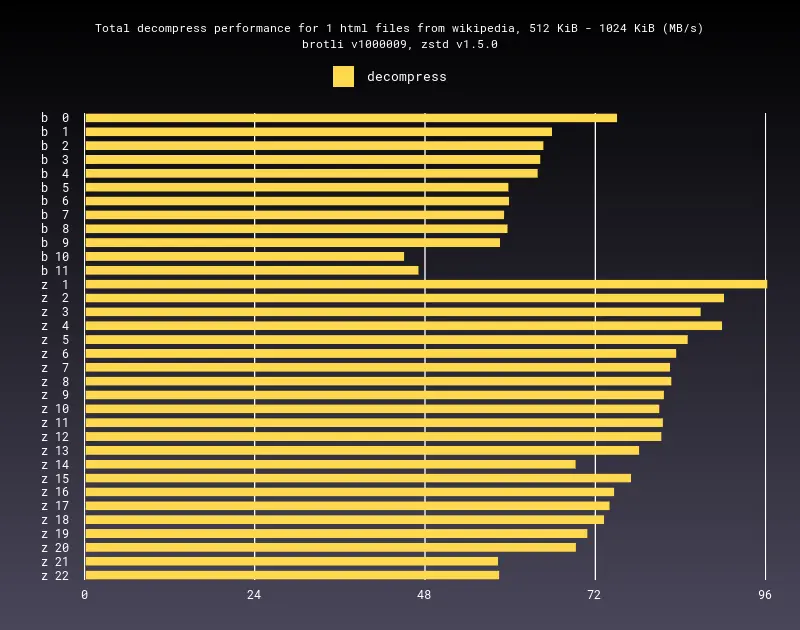 Total decompress performance for 1 html files from wikipedia, 512 KiB - 1024 KiB (MB/s)
brotli v1000009, zstd v1.5.0
decompress
b  0
b  1
b  2
b  3
b  4
b  5
b  6
b  7
b  8
b  9
b 10
b 11
z  1
z  2
z  3
z  4
z  5
z  6
z  7
z  8
z  9
z 10
z 11
z 12
z 13
z 14
z 15
z 16
z 17
z 18
z 19
z 20
z 21
z 22
0 24 48 72 96